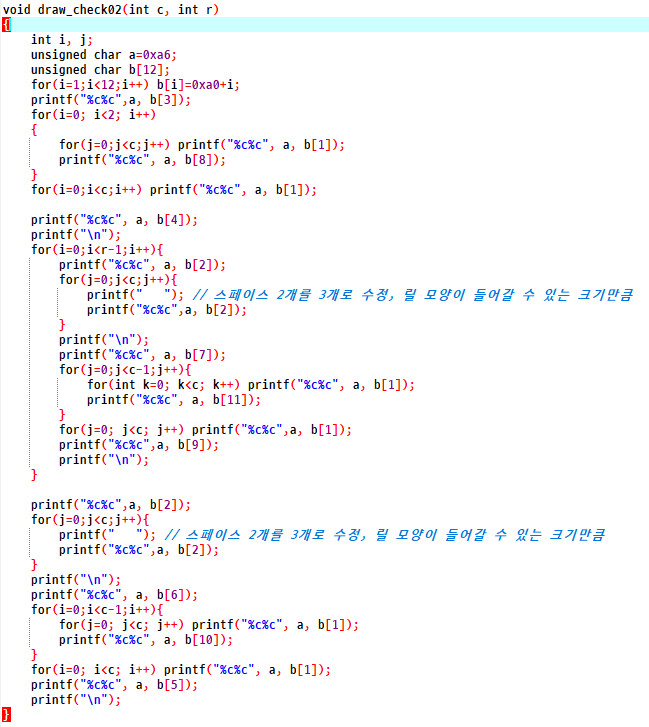 void draw_check02(int c, int r)
{
    int i, j;
    unsigned char a=0xa6;
    unsigned char b[12];
    for(i=1;i<12;i++) b[i]=0xa0+i;
    printf("%c%c",a, b[3]);
    for(i=0; i<2; i++)
    {
        for(j=0;j<c;j++) printf("%c%c", a, b[1]);
        printf("%c%c", a, b[8]);
    }
    for(i=0;i<c;i++) printf("%c%c", a, b[1]);

    printf("%c%c", a, b[4]);
    printf("\n");
    for(i=0;i<r-1;i++){
        printf("%c%c", a, b[2]);
        for(j=0;j<c;j++){
            printf("   "); // 스페이스 2개를 3개로 수정, 릴 모양이 들어갈 수 있는 크기만큼
            printf("%c%c",a, b[2]);
        }
        printf("\n");
        printf("%c%c", a, b[7]);
        for(j=0;j<c-1;j++){
            for(int k=0; k<c; k++) printf("%c%c", a, b[1]);
            printf("%c%c", a, b[11]);
        }
        for(j=0; j<c; j++) printf("%c%c",a, b[1]);
        printf("%c%c",a, b[9]);
        printf("\n");
    }

    printf("%c%c",a, b[2]);
    for(j=0;j<c;j++){
        printf("   "); // 스페이스 2개를 3개로 수정, 릴 모양이 들어갈 수 있는 크기만큼
        printf("%c%c",a, b[2]);
    }
    printf("\n");
    printf("%c%c", a, b[6]);
    for(i=0;i<c-1;i++){
        for(j=0; j<c; j++) printf("%c%c", a, b[1]);
        printf("%c%c", a, b[10]);
    }
    for(i=0; i<c; i++) printf("%c%c", a, b[1]);
    printf("%c%c", a, b[5]);
    printf("\n");
}